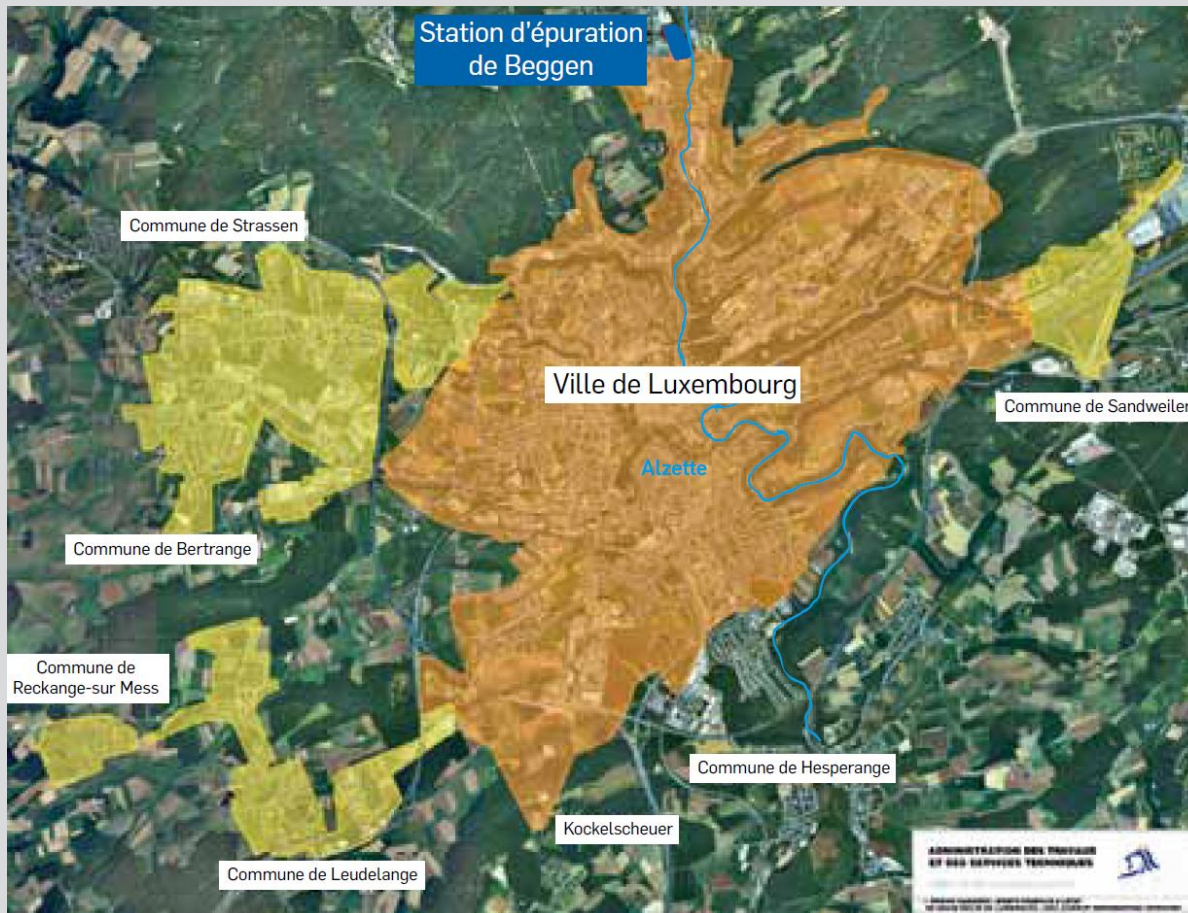 Station d'épuration
de Beggen
Commune de Strassen
Ville de Luxembourg
Commune de Sandweiler
Alzette
Commune de Bertrange
Commune de
Reckange-sur Mess
Commune de Hesperange
Kockelscheuer
Commune de Leudelange
ADMINISTRATION DES TRAVAUX
ET DES SERVICES TECHNIQUES